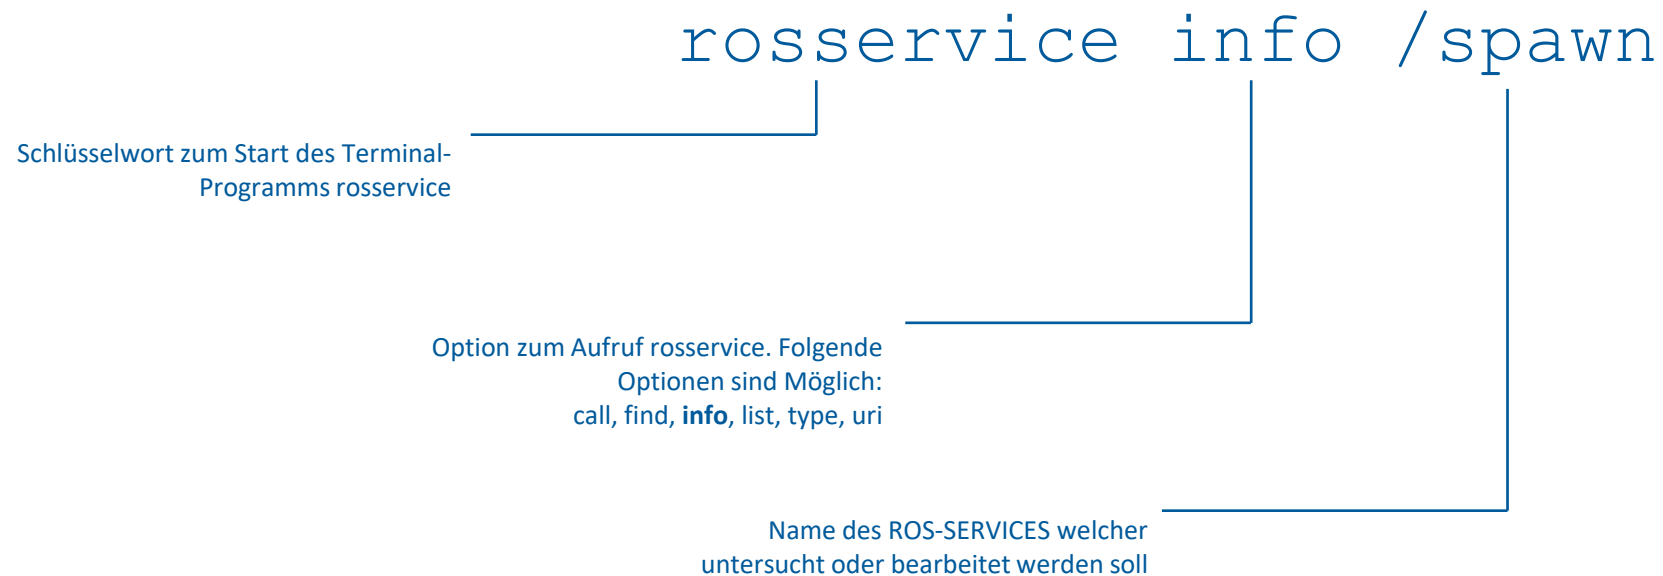 rosservice info /spawn
Schlüsselwort zum Start des Terminal-
Programms rosservice
Option zum Aufruf rosservice. Folgende
Optionen sind Möglich:
call, find, info, list, type, uri
Name des ROS-SERVICES welcher
untersucht oder bearbeitet werden soll